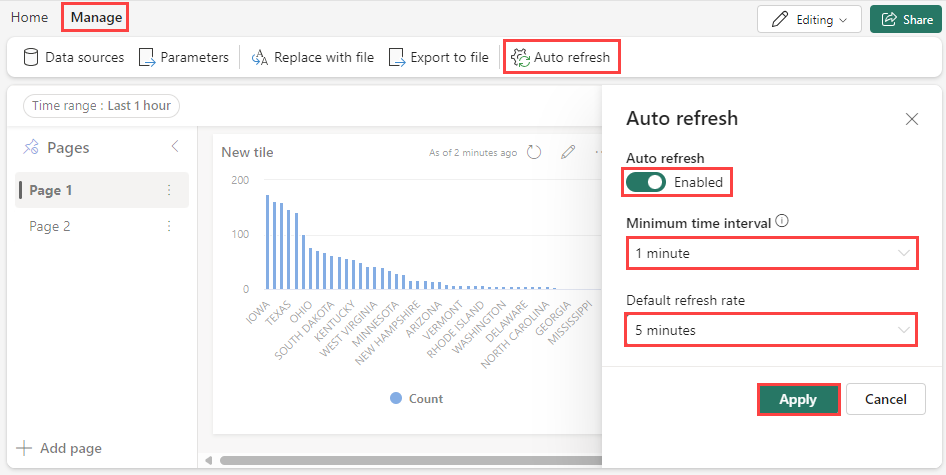 Home Manage Editing Share
Data sources Parameters Replace with file Export to file Auto refresh
Time range : Last 1 hour
Pages
Page 1
Page 2
Add page
New tile As of 2 minutes ago
200
100
0
IOWA
TEXAS
OHIO
SOUTH DAKOTA
KENTUCKY
WEST VIRGINIA
MINNESOTA
NEW HAMPSHIRE
ARIZONA
VERMONT
RHODE ISLAND
WASHINGTON
DELAWARE
NORTH CAROLINA
GEORGIA
MISSISSIPPI
Count
Auto refresh
Auto refresh
Enabled
Minimum time interval
1 minute
Default refresh rate
5 minutes
Apply Cancel